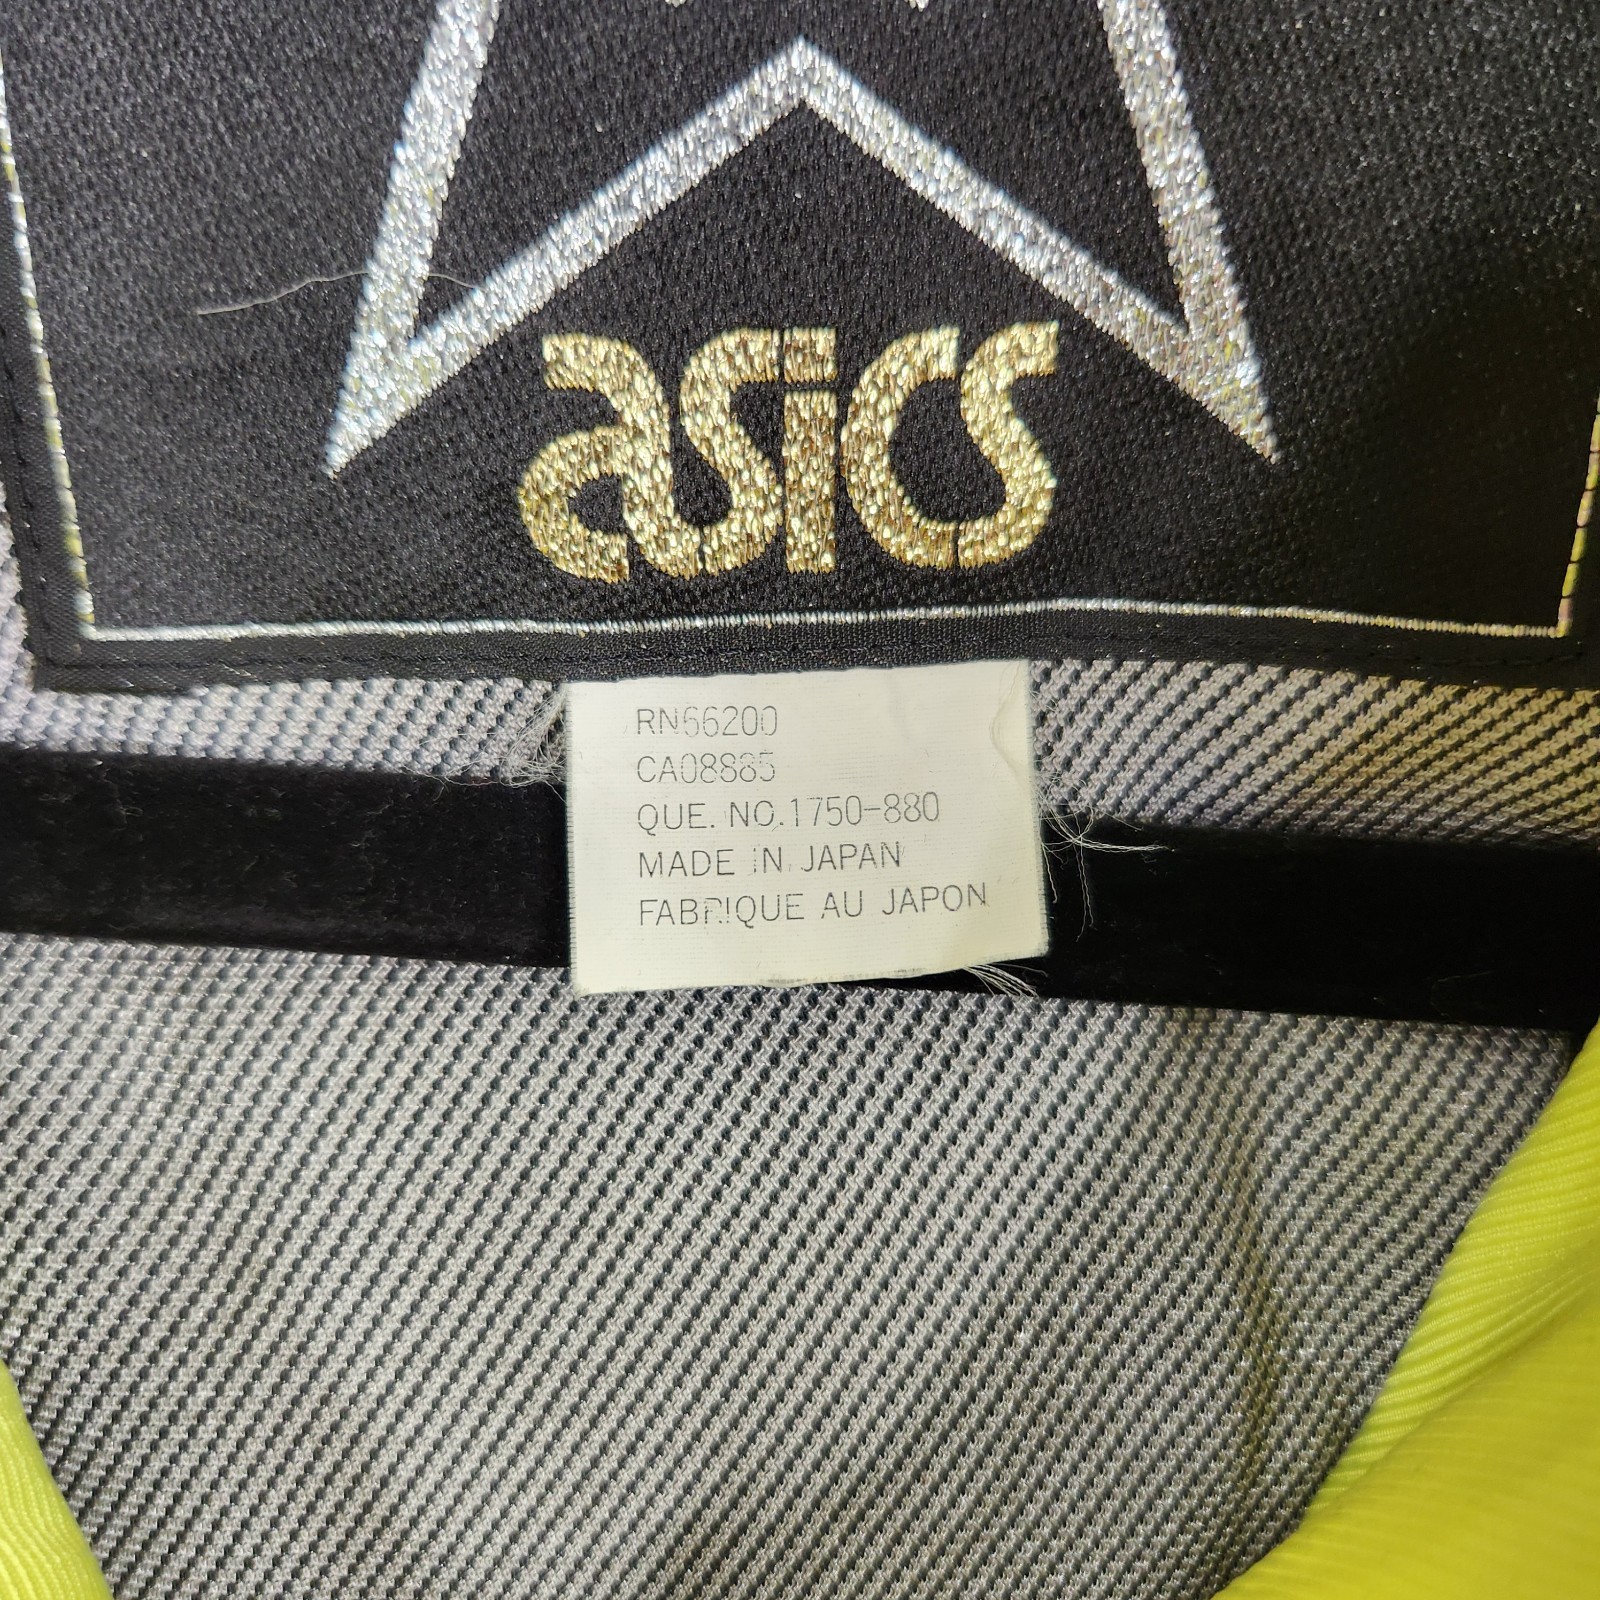 asics
RN66200
CA08885
QUE. NO.1750-880
MADE IN JAPAN
FABRIQUE AU JAPON